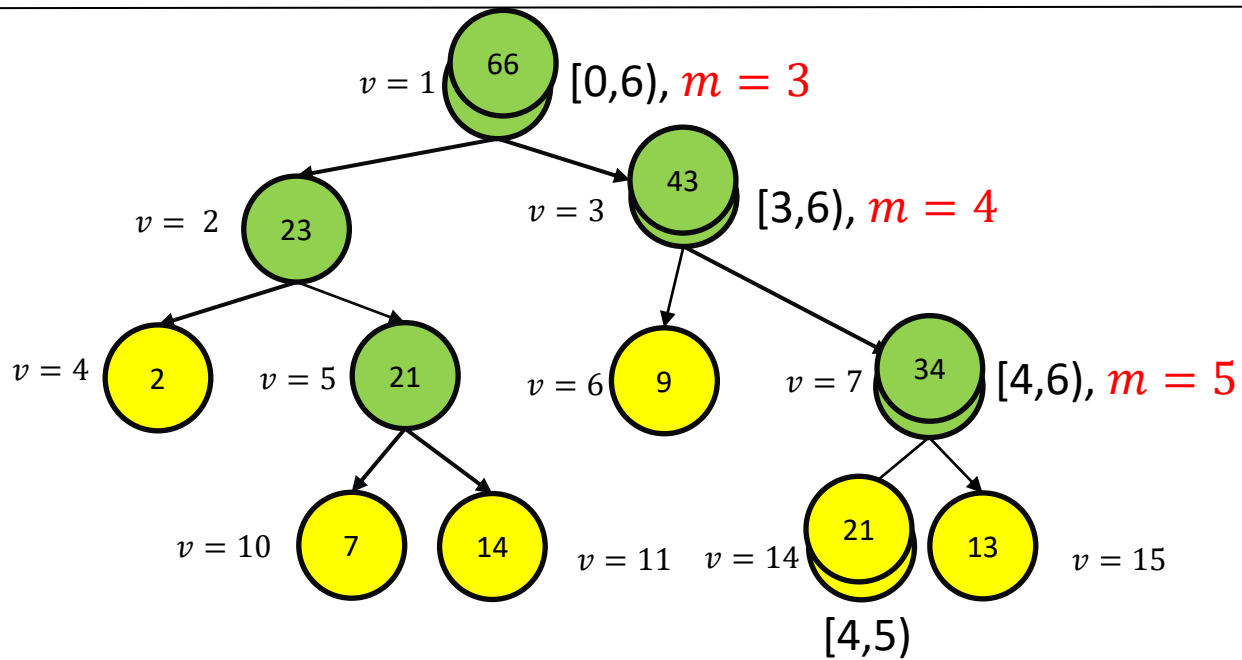 v = 1 66 [0,6), m = 3
v = 2 23 v = 3 43 [3,6), m = 4
v = 4 2 v = 5 21 v = 6 9 v = 7 34 [4,6), m = 5
v = 10 7 14 v = 11 v = 14 21 13 v = 15
[4,5)